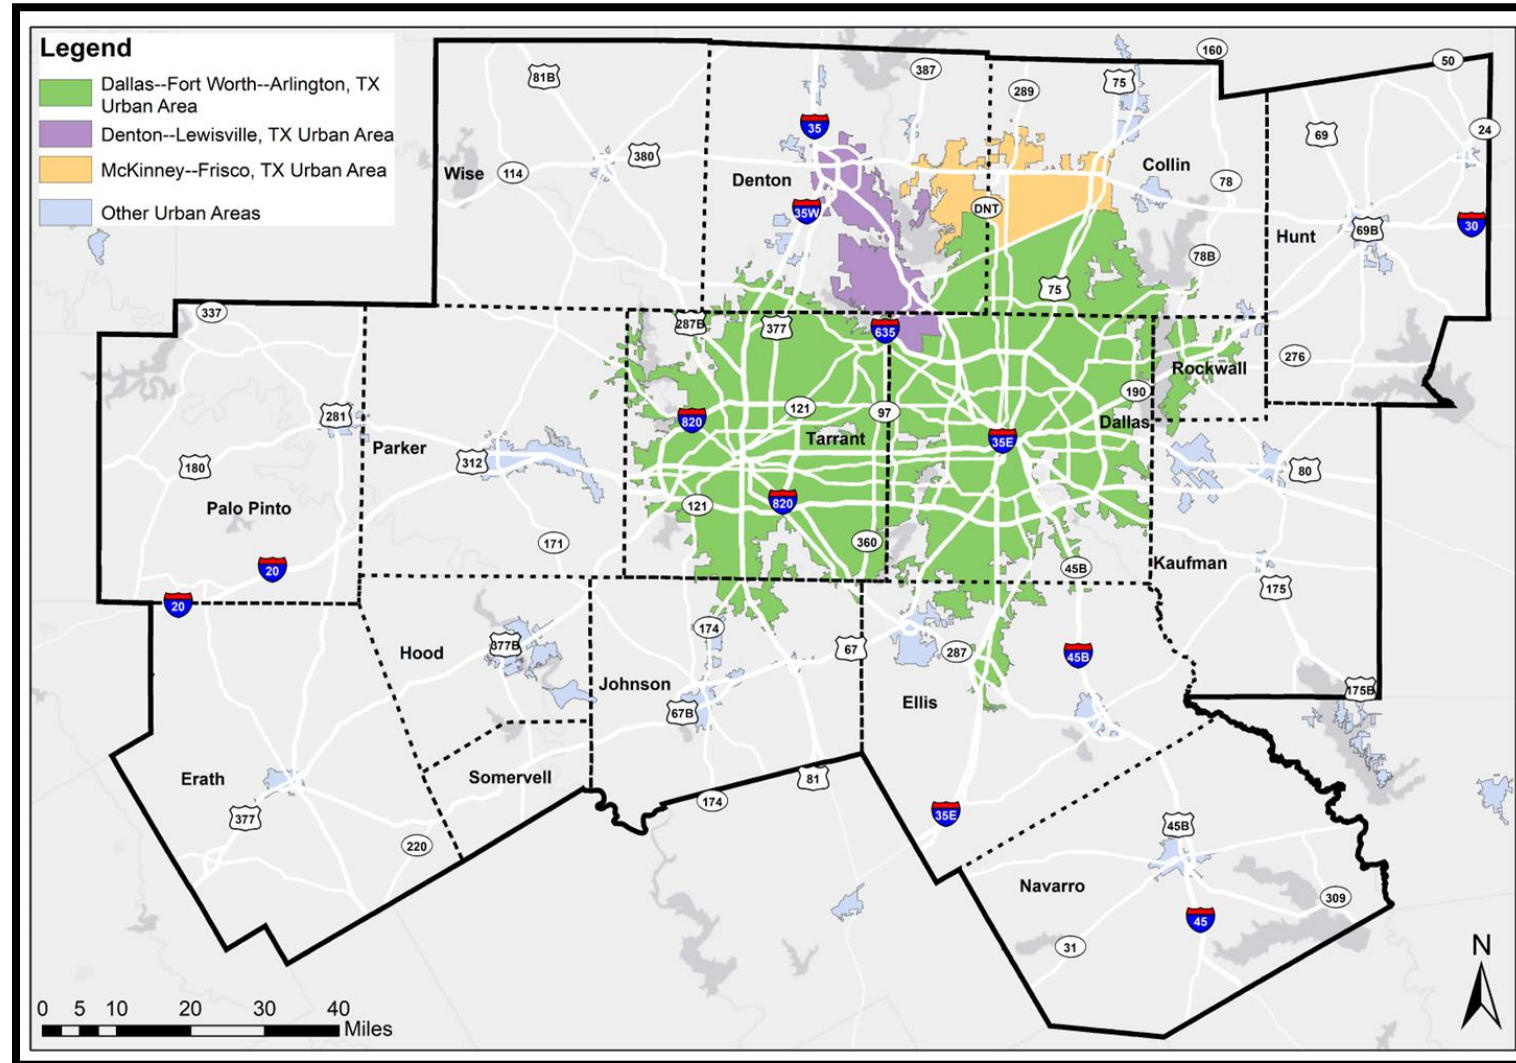 Legend
Dallas--Fort Worth--Arlington, TX
Urban Area
Denton--Lewisville, TX Urban Area
McKinney--Frisco, TX Urban Area
Other Urban Areas
160
50
387
81B
289
75
24
35
69
380
Collin
Wise
114
Denton
78
35W
DNT
30
69B
Hunt
78B
75
337
287B
377
635
276
Rockwall
190
281
820
121
97
Tarrant
Dallas
35E
Parker
312
180
80
Palo Pinto
121
820
360
171
20
45B
Kaufman
175
20
174
377B
67
287
45B
Hood
Johnson
175B
67B
Ellis
Erath
Somervell
81
174
377
35E
45B
220
Navarro
309
45
31
N
0 5 10 20 30 40
Miles